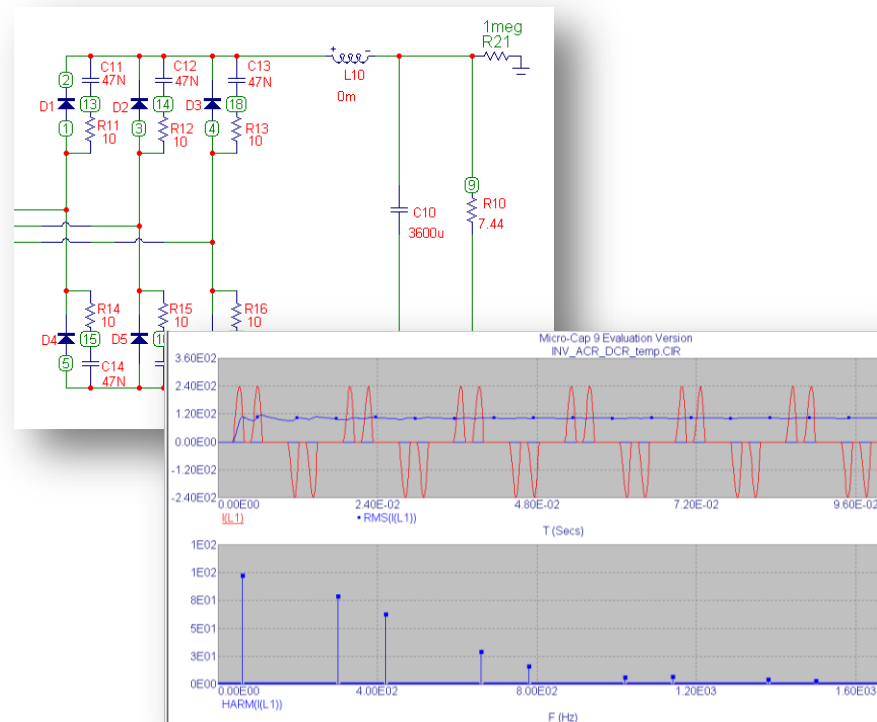 1meg
R21
C11
47N
C12
47N
C13
47N
L10
0m
2
13
14
18
D1
D2
D3
1
3
4
R11
10
R12
10
R13
10
9
R10
7.44
C10
3600u
R14
10
R15
10
R16
10
D4
15
D5
5
C14
47N
Micro-Cap 9 Evaluation Version
INV_ACR_DCR_temp.CIR
3.60E02
2.40E02
1.20E02
0.00E00
-1.20E02
-2.40E02
0.00E00 2.40E-02 4.80E-02 7.20E-02 9.60E-02
I(L1) RMS(I(L1))
T (Secs)
1E02
1E02
8E01
5E01
3E01
0E00
0.00E00 4.00E02 8.00E02 1.20E03 1.60E03
HARM(I(L1))
F (Hz)